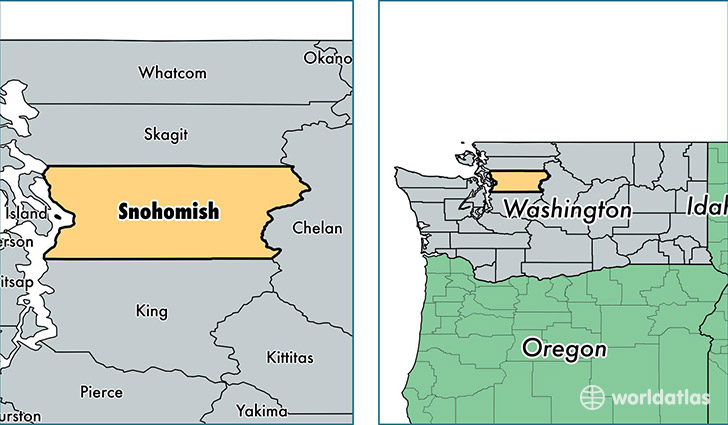 Whatcom
Okano
Skagit
Island
Snohomish
Chelan
erson
itsap
King
Kittitas
Pierce
Yakima
urston
Washington
Idal
Oregon
worldatlas